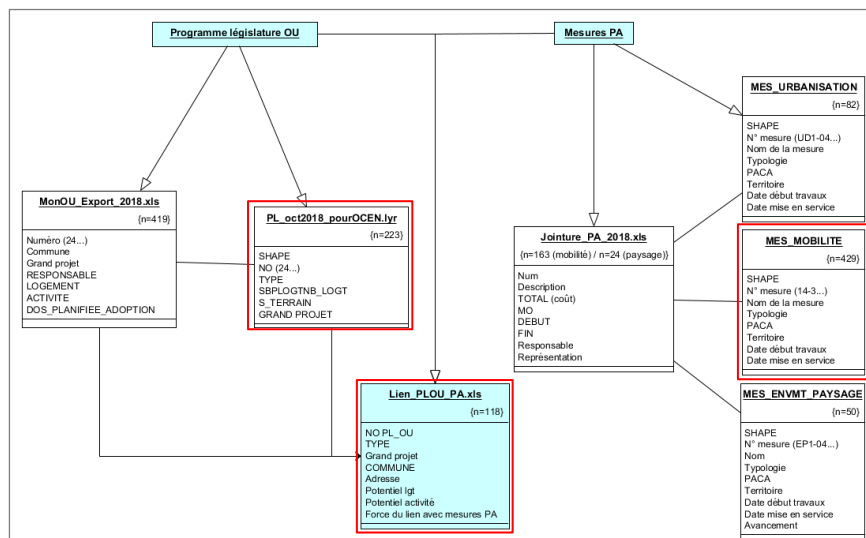 Programme législature OU
Mesures PA
MES_URBANISATION
{n=82}
SHAPE
N° mesure (UD1-04...)
Nom de la mesure
Typologie
PACA
Territoire
Date début travaux
Date mise en service
MonOU_Export_2018.xls
{n=419}
Numéro (24...)
Commune
Grand projet
RESPONSABLE
LOGEMENT
ACTIVITE
DOS_PLANIFIEE_ADOPTION
PL_oct2018_pourOCEN.lyr
{n=223}
SHAPE
NO (24...)
TYPE
SBPLOGTNB_LOGT
S_TERRAIN
GRAND PROJET
Jointure_PA_2018.xls
{n=163 (mobilité) / n=24 (paysage)}
Num
Description
TOTAL (coût)
MO
DEBUT
FIN
Responsable
Représentation
MES_MOBILITE
{n=429}
SHAPE
N° mesure (14-3...)
Nom de la mesure
Typologie
PACA
Territoire
Date début travaux
Date mise en service
Lien_PLOU_PA.xls
{n=118}
NO PL_OU
TYPE
Grand projet
COMMUNE
Adresse
Potentiel lgt
Potentiel activité
Force du lien avec mesures PA
MES_ENVMT_PAYSAGE
{n=50}
SHAPE
N° mesure (EP1-04...)
Nom
Typologie
PACA
Territoire
Date début travaux
Date mise en service
Avancement